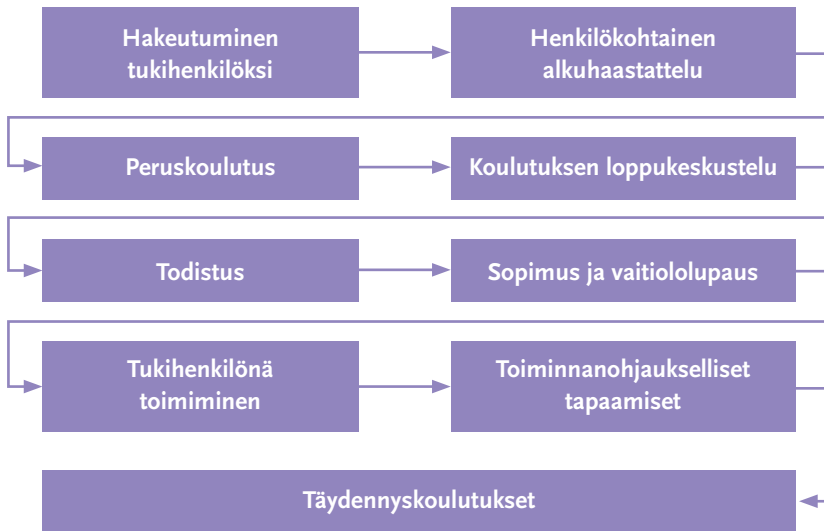 Hakeutuminen
tukihenkilöksi
Henkilökohtainen
alkuhaastattelu
Peruskoulutus
Koulutuksen loppukeskustelu
Todistus
Sopimus ja vaitiololupaus
Tukihenkilönä
toimiminen
Toiminnanohjaukselliset
tapaamiset
Täydennyskoulutukset